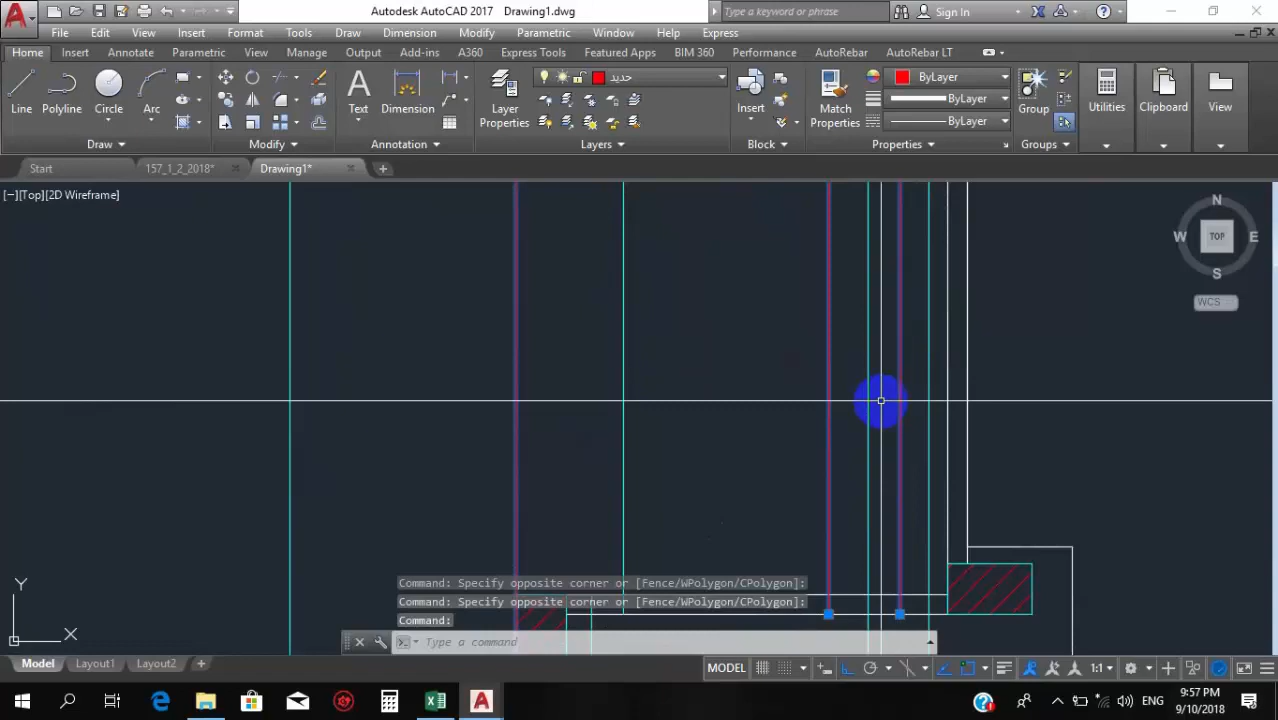 Autodesk AutoCAD 2017 Drawing1.dwg
Type a keyword or phrase
Sign In
File Edit View Insert Format Tools Draw Dimension Modify Parametric Window Help Express
Home Insert Annotate Parametric View Manage Output Add-ins A360 Express Tools Featured Apps BIM 360 Performance AutoRebar AutoRebar LT
Line Polyline Circle Arc
Text Dimension
Layer Properties
حديد
Insert
Match Properties
ByLayer
ByLayer
ByLayer
Group
Utilities
Clipboard
View
Draw Modify Annotation Layers Block Properties Groups
Start 157_1_2_2018* Drawing1*
[−][Top][2D Wireframe]
N
W TOP E
S
WCS
Y
X
Command: Specify opposite corner or [Fence/WPolygon/CPolygon]:
Command: Specify opposite corner or [Fence/WPolygon/CPolygon]:
Command:
Type a command
Model Layout1 Layout2
MODEL
1:1
ENG
9:57 PM
9/10/2018